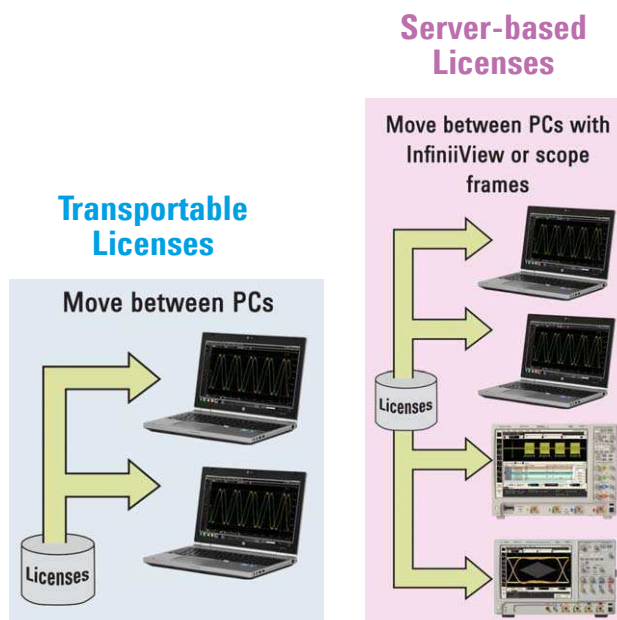 Transportable
Licenses
Move between PCs
Licenses
Server-based
Licenses
Move between PCs with
InfiniiView or scope
frames
Licenses